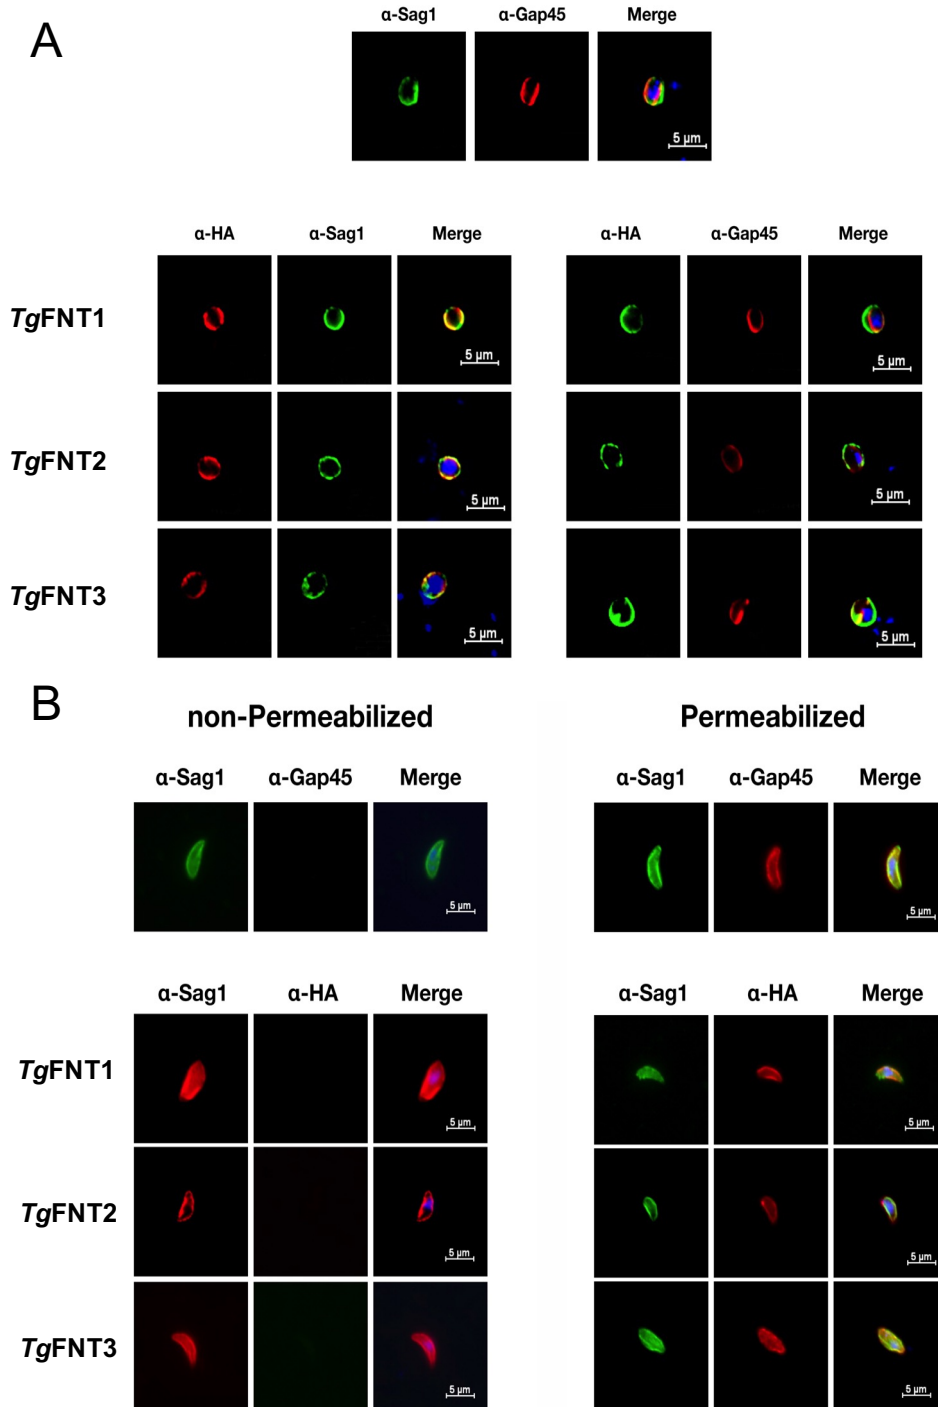 A
α-Sag1 α-Gap45 Merge
5 µm
α-HA α-Sag1 Merge α-HA α-Gap45 Merge
TgFNT1
5 µm 5 µm
TgFNT2
5 µm 5 µm
TgFNT3
5 µm 5 µm
B
non-Permeabilized Permeabilized
α-Sag1 α-Gap45 Merge α-Sag1 α-Gap45 Merge
5 µm 5 µm
α-Sag1 α-HA Merge α-Sag1 α-HA Merge
TgFNT1
5 µm 5 µm
TgFNT2
5 µm 5 µm
TgFNT3
5 µm 5 µm